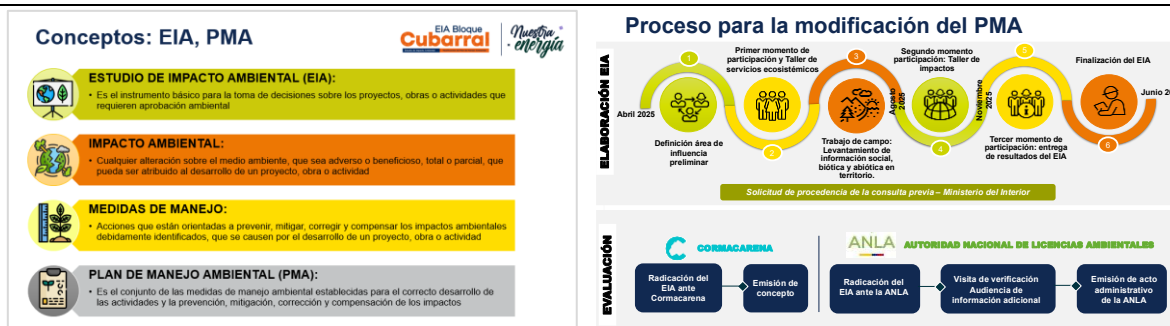 Conceptos: EIA, PMA
EIA Bloque
Cubarral
Nuestra
energía
ESTUDIO DE IMPACTO AMBIENTAL (EIA):
• Es el instrumento básico para la toma de decisiones sobre los proyectos, obras o actividades que
requieren aprobación ambiental
IMPACTO AMBIENTAL:
• Cualquier alteración sobre el medio ambiente, que sea adverso o beneficioso, total o parcial, que
pueda ser atribuido al desarrollo de un proyecto, obra o actividad
MEDIDAS DE MANEJO:
• Acciones que están orientadas a prevenir, mitigar, corregir y compensar los impactos ambientales
debidamente identificados, que se causen por el desarrollo de un proyecto, obra o actividad
PLAN DE MANEJO AMBIENTAL (PMA):
• Es el conjunto de las medidas de manejo ambiental establecidas para el correcto desarrollo de
las actividades y la prevención, mitigación, corrección y compensación de los impactos
Proceso para la modificación del PMA
ELABORACIÓN EIA
Abril 2025
1
Definición área de
influencia
preliminar
Primer momento de
participación y Taller de
servicios ecosistémicos
2
3
Trabajo de campo:
Levantamiento de
información social,
biótica y abiótica en
territorio.
Agosto
2025
Segundo momento
participación: Taller de
impactos
4
Noviembre
2025
5
Tercer momento de
participación: entrega
de resultados del EIA
Finalización del EIA
6
Junio 20
Solicitud de procedencia de la consulta previa – Ministerio del Interior
EVALUACIÓN
CORMACARENA
Radicación del
EIA ante
Cormacarena
Emisión de
concepto
ANLA
AUTORIDAD NACIONAL DE LICENCIAS AMBIENTALES
Radicación del
EIA ante la ANLA
Visita de verificación
Audiencia de
información adicional
Emisión de acto
administrativo
de la ANLA